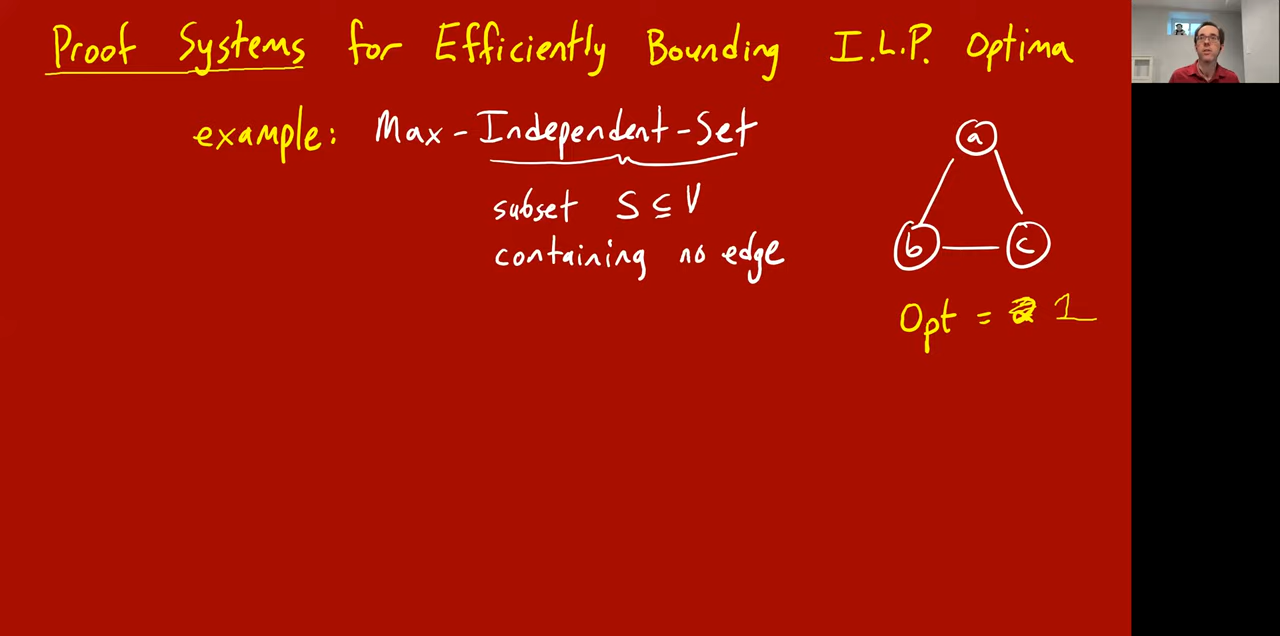 Proof Systems for Efficiently Bounding I.L.P. Optima
example: Max-Independent-Set
subset S ⊆ V
containing no edge
a
b
c
Opt = 1